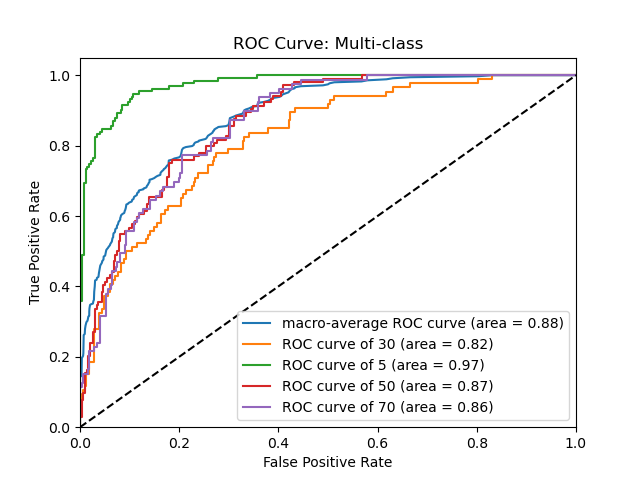 ROC Curve: Multi-class
True Positive Rate
1.0
0.8
0.6
0.4
0.2
0.0
macro-average ROC curve (area = 0.88)
ROC curve of 30 (area = 0.82)
ROC curve of 5 (area = 0.97)
ROC curve of 50 (area = 0.87)
ROC curve of 70 (area = 0.86)
0.0 0.2 0.4 0.6 0.8 1.0
False Positive Rate